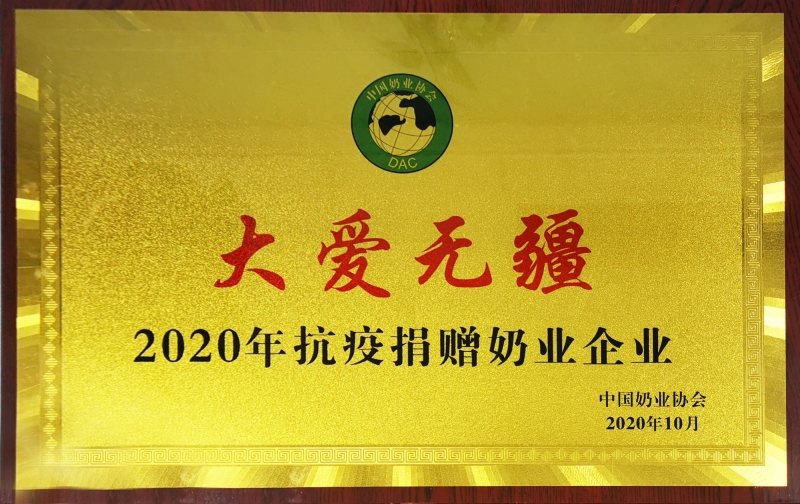 中国奶业协会
DAC
大爱无疆
2020年抗疫捐赠奶业企业
中国奶业协会
2020年10月